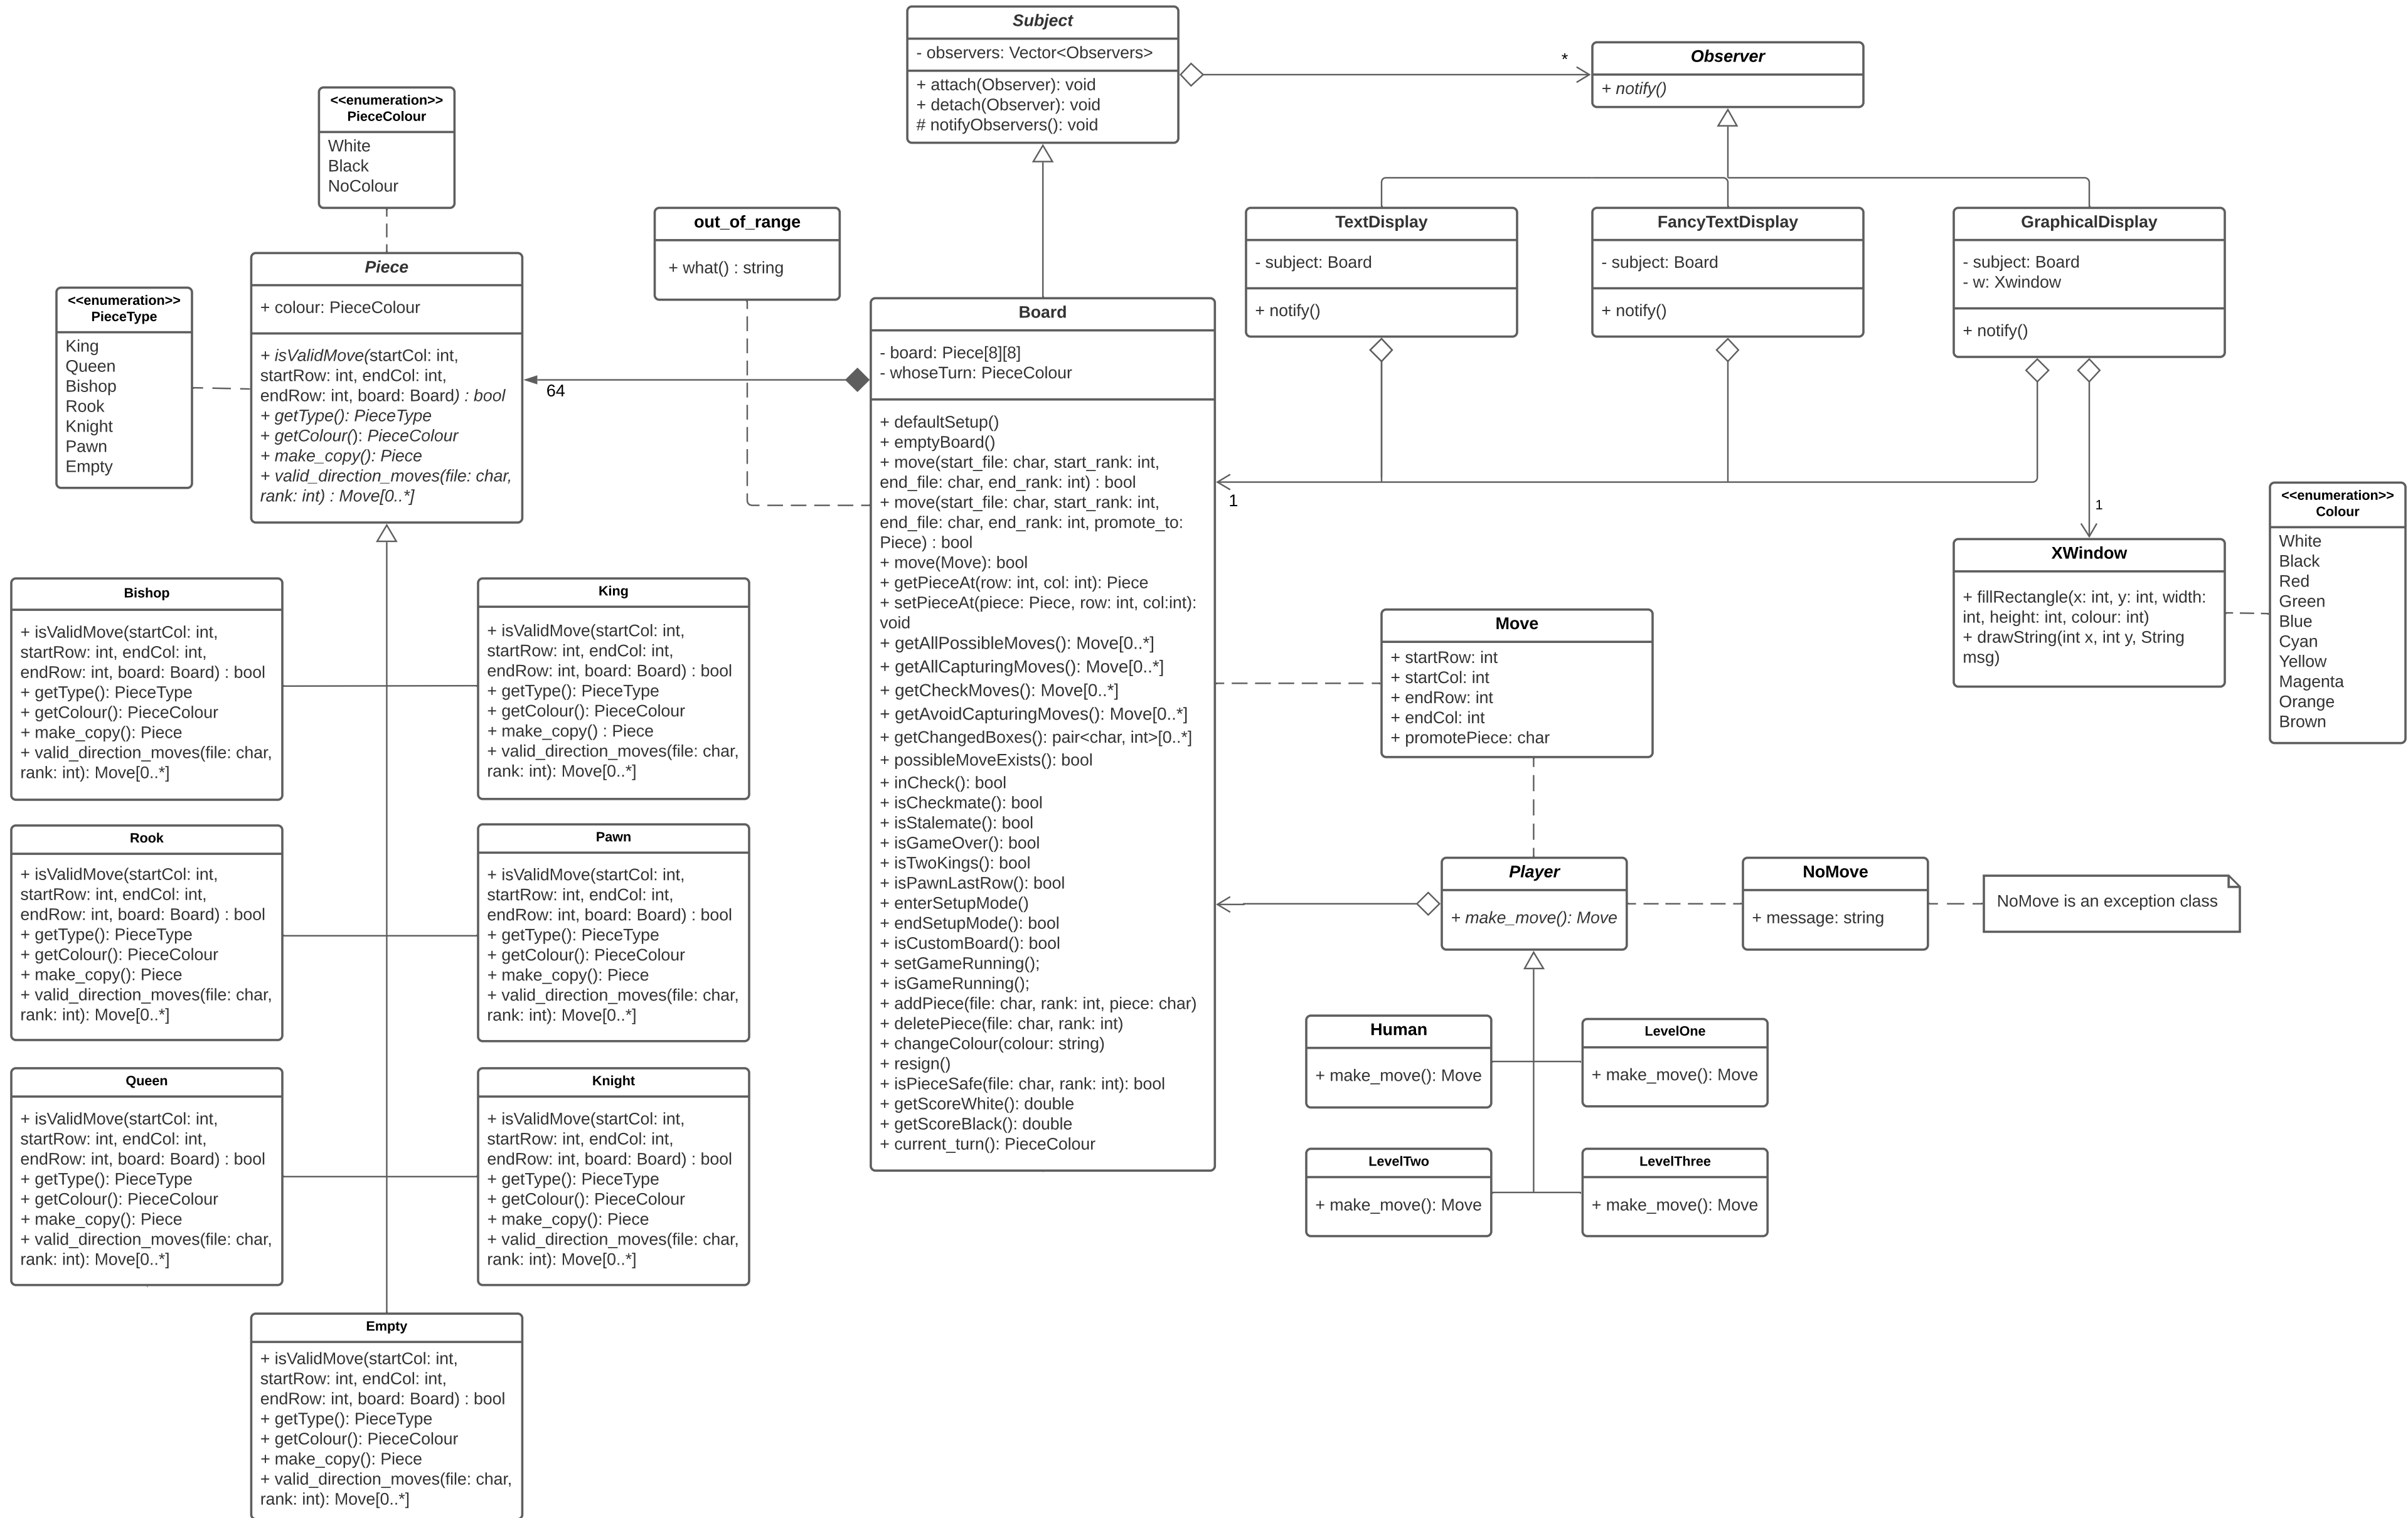 Subject
- observers: Vector<Observers>
+ attach(Observer): void
+ detach(Observer): void
# notifyObservers(): void
*
Observer
+ notify()
<<enumeration>>
PieceColour
White
Black
NoColour
out_of_range
+ what() : string
TextDisplay
- subject: Board
+ notify()
FancyTextDisplay
- subject: Board
+ notify()
GraphicalDisplay
- subject: Board
- w: Xwindow
+ notify()
<<enumeration>>
PieceType
King
Queen
Bishop
Rook
Knight
Pawn
Empty
Piece
+ colour: PieceColour
+ isValidMove(startCol: int,
startRow: int, endCol: int,
endRow: int, board: Board) : bool
+ getType(): PieceType
+ getColour(): PieceColour
+ make_copy(): Piece
+ valid_direction_moves(file: char,
rank: int) : Move[0..*]
64
Board
- board: Piece[8][8]
- whoseTurn: PieceColour
+ defaultSetup()
+ emptyBoard()
+ move(start_file: char, start_rank: int,
end_file: char, end_rank: int) : bool
+ move(start_file: char, start_rank: int,
end_file: char, end_rank: int, promote_to:
Piece) : bool
+ move(Move): bool
+ getPieceAt(row: int, col: int): Piece
+ setPieceAt(piece: Piece, row: int, col:int):
void
+ getAllPossibleMoves(): Move[0..*]
+ getAllCapturingMoves(): Move[0..*]
+ getCheckMoves(): Move[0..*]
+ getAvoidCapturingMoves(): Move[0..*]
+ getChangedBoxes(): pair<char, int>[0..*]
+ possibleMoveExists(): bool
+ inCheck(): bool
+ isCheckmate(): bool
+ isStalemate(): bool
+ isGameOver(): bool
+ isTwoKings(): bool
+ isPawnLastRow(): bool
+ enterSetupMode()
+ endSetupMode(): bool
+ isCustomBoard(): bool
+ setGameRunning();
+ isGameRunning();
+ addPiece(file: char, rank: int, piece: char)
+ deletePiece(file: char, rank: int)
+ changeColour(colour: string)
+ resign()
+ isPieceSafe(file: char, rank: int): bool
+ getScoreWhite(): double
+ getScoreBlack(): double
+ current_turn(): PieceColour
1
1
XWindow
+ fillRectangle(x: int, y: int, width:
int, height: int, colour: int)
+ drawString(int x, int y, String
msg)
<<enumeration>>
Colour
White
Black
Red
Green
Blue
Cyan
Yellow
Magenta
Orange
Brown
Move
+ startRow: int
+ startCol: int
+ endRow: int
+ endCol: int
+ promotePiece: char
Player
+ make_move(): Move
NoMove
+ message: string
NoMove is an exception class
Human
+ make_move(): Move
LevelOne
+ make_move(): Move
LevelTwo
+ make_move(): Move
LevelThree
+ make_move(): Move
Bishop
+ isValidMove(startCol: int,
startRow: int, endCol: int,
endRow: int, board: Board) : bool
+ getType(): PieceType
+ getColour(): PieceColour
+ make_copy(): Piece
+ valid_direction_moves(file: char,
rank: int): Move[0..*]
King
+ isValidMove(startCol: int,
startRow: int, endCol: int,
endRow: int, board: Board) : bool
+ getType(): PieceType
+ getColour(): PieceColour
+ make_copy() : Piece
+ valid_direction_moves(file: char,
rank: int): Move[0..*]
Rook
+ isValidMove(startCol: int,
startRow: int, endCol: int,
endRow: int, board: Board) : bool
+ getType(): PieceType
+ getColour(): PieceColour
+ make_copy(): Piece
+ valid_direction_moves(file: char,
rank: int): Move[0..*]
Pawn
+ isValidMove(startCol: int,
startRow: int, endCol: int,
endRow: int, board: Board) : bool
+ getType(): PieceType
+ getColour(): PieceColour
+ make_copy(): Piece
+ valid_direction_moves(file: char,
rank: int): Move[0..*]
Queen
+ isValidMove(startCol: int,
startRow: int, endCol: int,
endRow: int, board: Board) : bool
+ getType(): PieceType
+ getColour(): PieceColour
+ make_copy(): Piece
+ valid_direction_moves(file: char,
rank: int): Move[0..*]
Knight
+ isValidMove(startCol: int,
startRow: int, endCol: int,
endRow: int, board: Board) : bool
+ getType(): PieceType
+ getColour(): PieceColour
+ make_copy(): Piece
+ valid_direction_moves(file: char,
rank: int): Move[0..*]
Empty
+ isValidMove(startCol: int,
startRow: int, endCol: int,
endRow: int, board: Board) : bool
+ getType(): PieceType
+ getColour(): PieceColour
+ make_copy(): Piece
+ valid_direction_moves(file: char,
rank: int): Move[0..*]